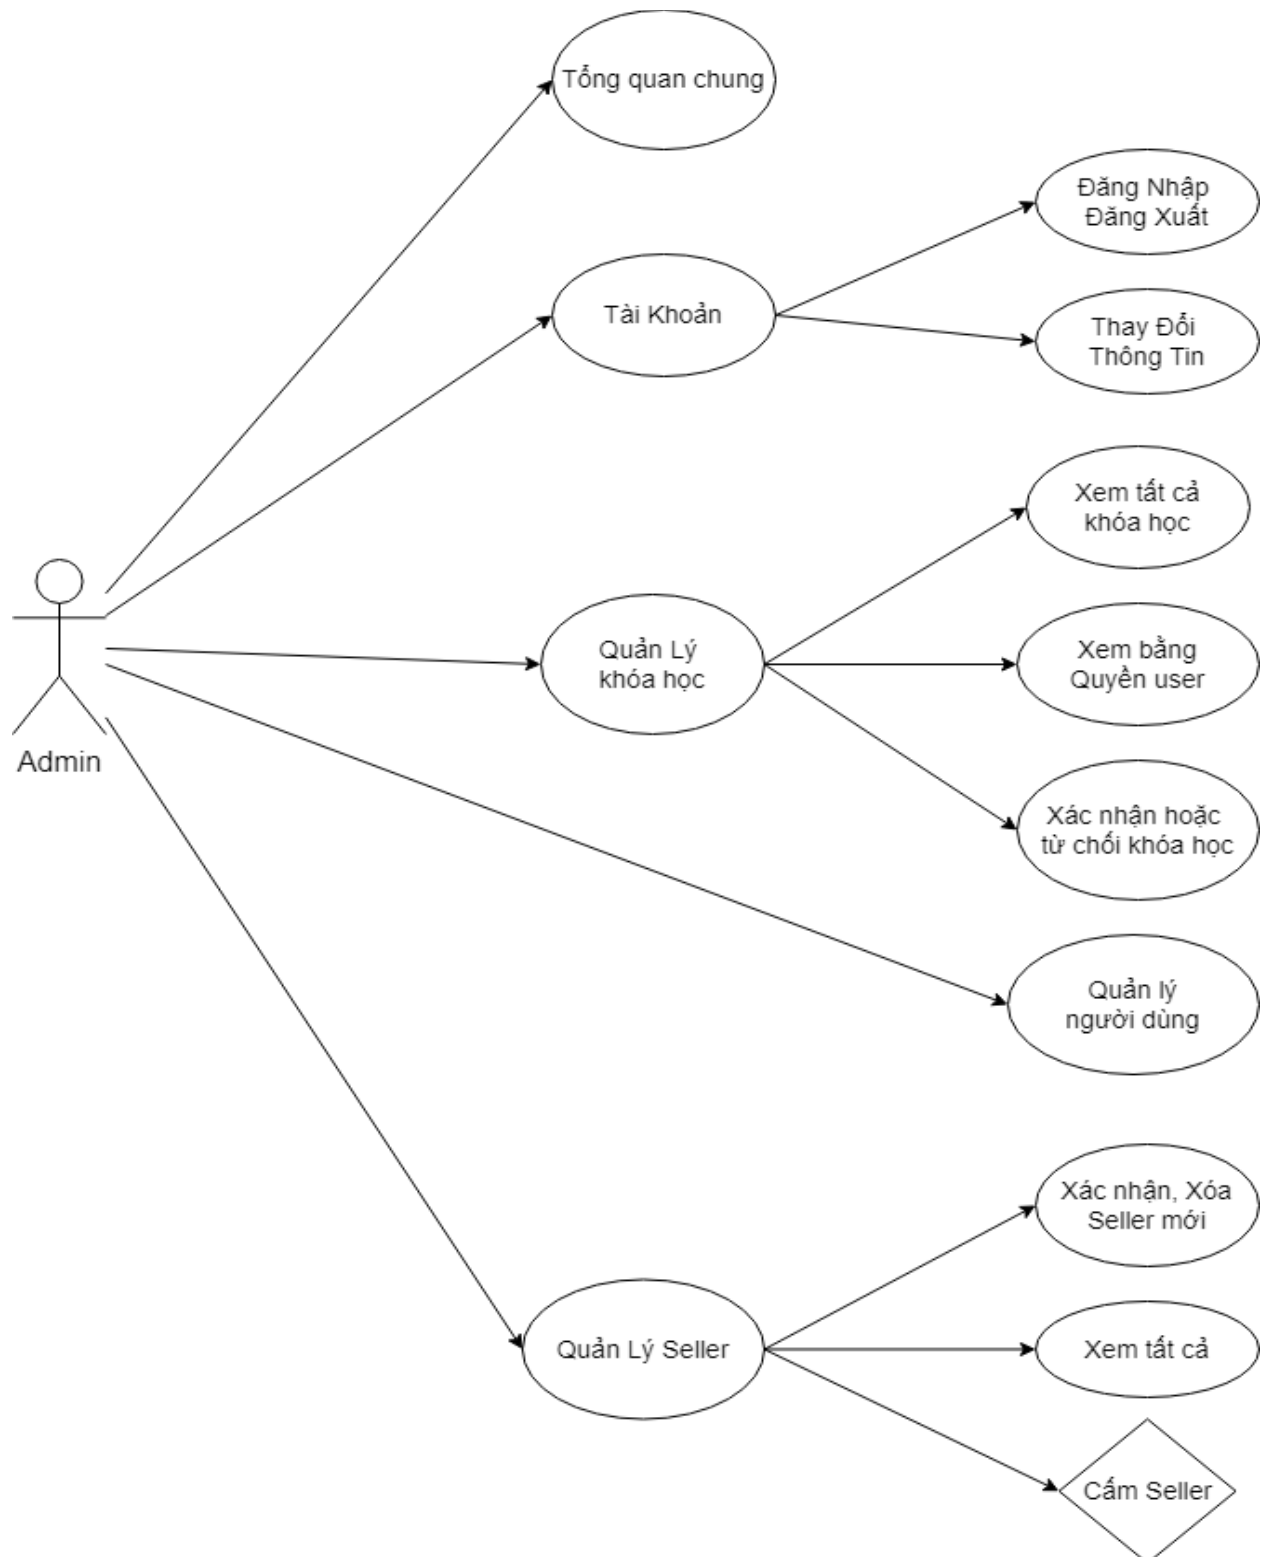 Tổng quan chung
Đăng Nhập
Đăng Xuất
Tài Khoản
Thay Đổi
Thông Tin
Xem tất cả
khóa học
Quản Lý
khóa học
Xem bằng
Quyền user
Admin
Xác nhận hoặc
từ chối khóa học
Quản lý
người dùng
Xác nhận, Xóa
Seller mới
Quản Lý Seller
Xem tất cả
Cấm Seller